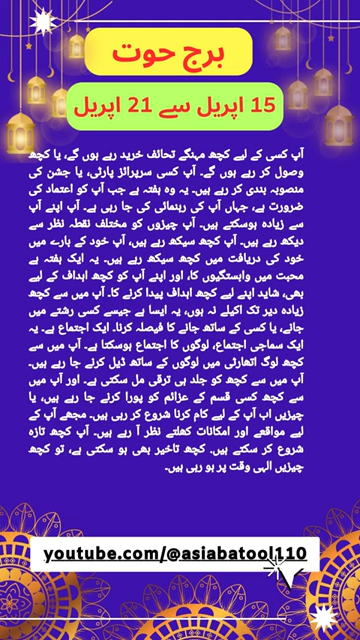 برج حوت
15 اپریل سے 21 اپریل
آپ کسی کے لیے کچھ مہنگے تحائف خرید رہے ہوں گے، یا کچھ
وصول کر رہے ہوں گے۔ آپ کسی سرپرائز پارٹی، یا جشن کی
منصوبہ بندی کر رہے ہیں۔ یہ وہ ہفتہ ہے جب آپ کو اعتماد کی
ضرورت ہے، جہاں آپ کی رہنمائی کی جا رہی ہے۔ آپ اپنے آپ
سے زیادہ ہوسکتے ہیں۔ آپ چیزوں کو مختلف نقطہ نظر سے
دیکھ رہے ہیں۔ آپ کچھ سیکھ رہے ہیں، آپ خود کے بارے میں
خود کی دریافت میں کچھ سیکھ رہے ہیں۔ یہ ایک ہفتہ ہے
محبت میں وابستگیوں کا، اور اپنے آپ کو کچھ اہداف کے لیے
بھی، شاید اپنے لیے کچھ اہداف پیدا کرنے کا۔ آپ میں سے کچھ
زیادہ دیر تک اکیلے نہ ہوں، یہ ایسا ہے جیسے کسی رشتے میں
جانے، یا کسی کے ساتھ جانے کا فیصلہ کرنا۔ ایک اجتماع ہے۔ یہ
ایک سماجی اجتماع، لوگوں کا اجتماع ہوسکتا ہے۔ آپ میں سے
کچھ لوگ اتھارٹی میں لوگوں کے ساتھ ڈیل کرنے جا رہے ہیں۔
آپ میں سے کچھ کو جلد ہی ترقی مل سکتی ہے۔ اور آپ میں
سے کچھ کسی قسم کے عزائم کو پورا کرنے جا رہے ہیں، یا
چیزیں اب آپ کے لیے کام کرنا شروع کر رہی ہیں۔ مجھے آپ کے
لیے مواقعے اور امکانات کھلتے نظر آ رہے ہیں۔ آپ کچھ تازہ
شروع کر سکتے ہیں۔ کچھ تاخیر بھی ہو سکتی ہے، تو کچھ
چیزیں الہی وقت پر ہو رہی ہیں۔
youtube.com/@asiabatool110